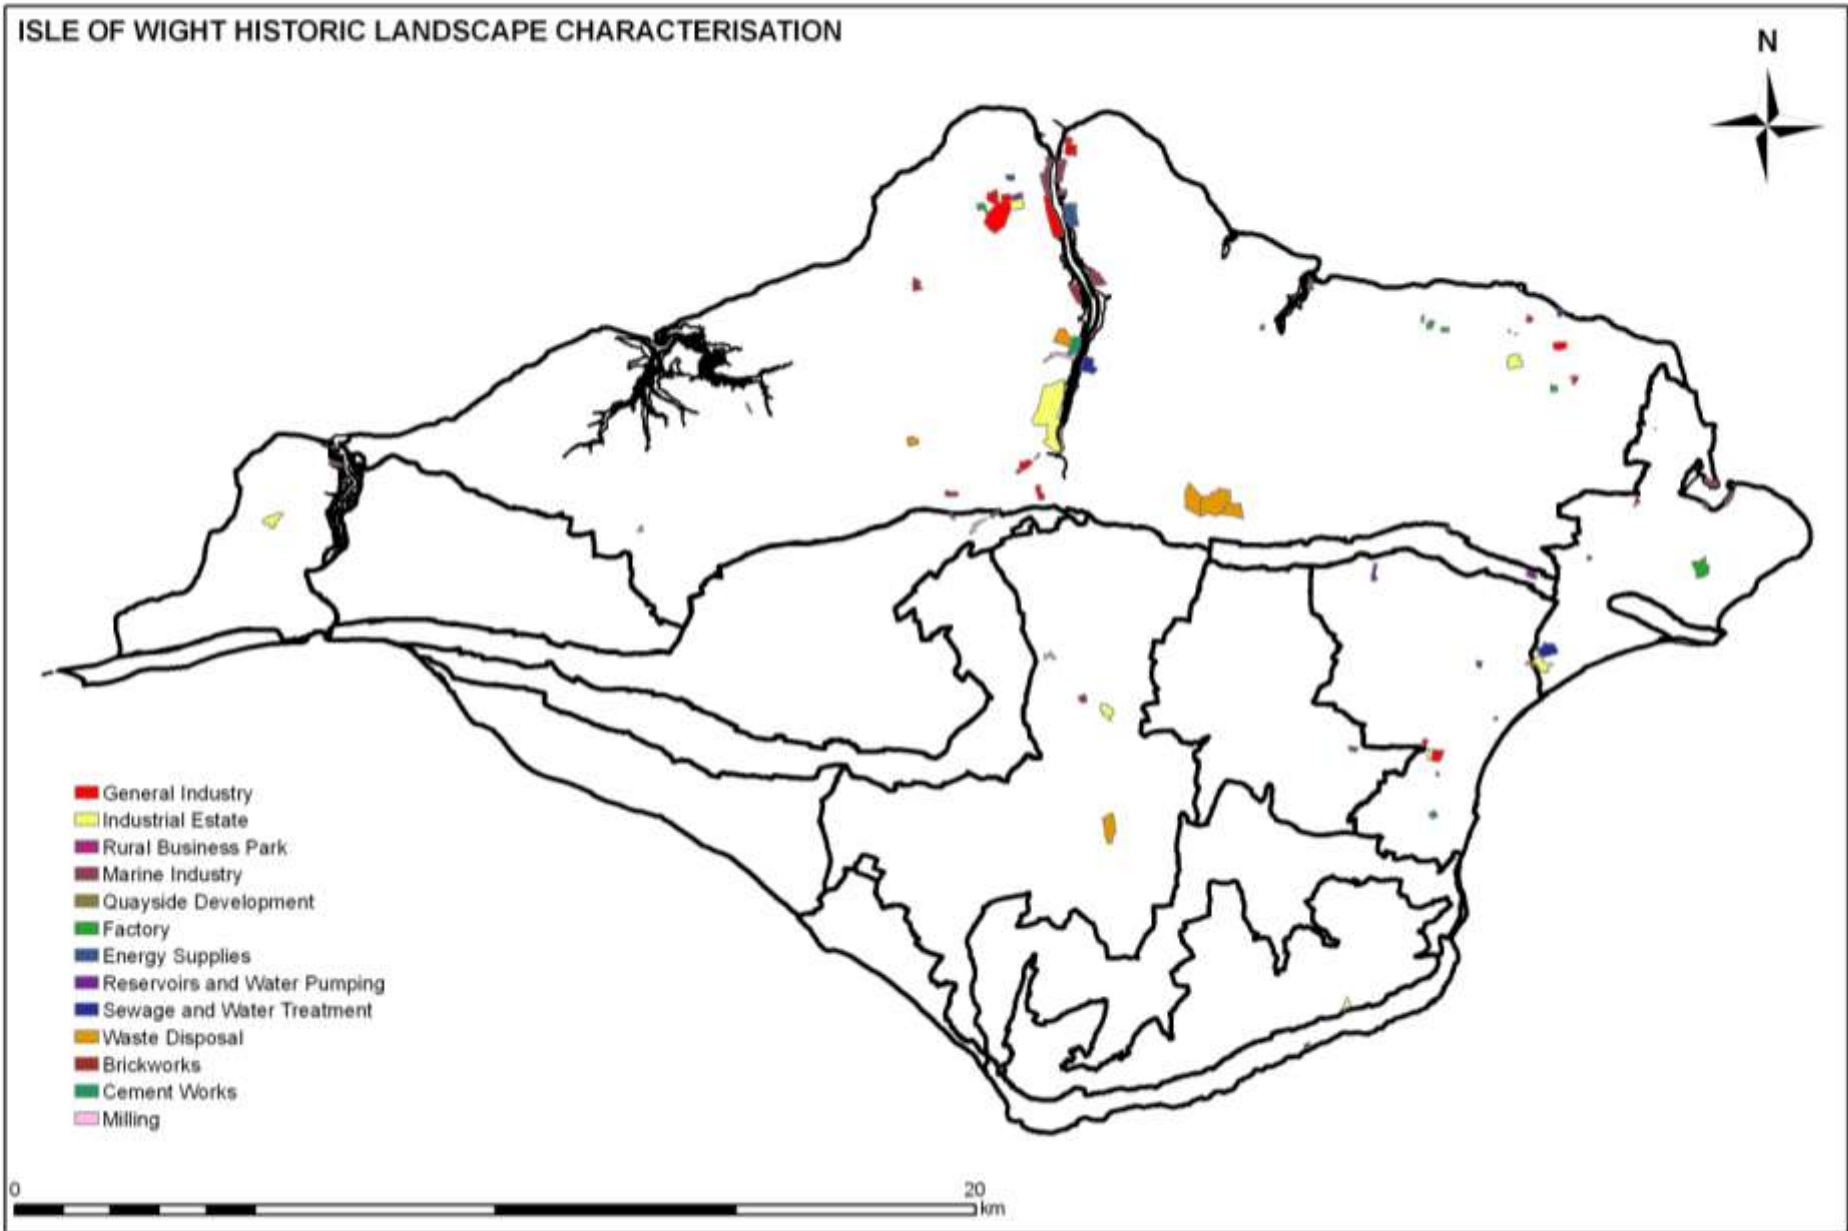 ISLE OF WIGHT HISTORIC LANDSCAPE CHARACTERISATION
N
General Industry
Industrial Estate
Rural Business Park
Marine Industry
Quayside Development
Factory
Energy Supplies
Reservoirs and Water Pumping
Sewage and Water Treatment
Waste Disposal
Brickworks
Cement Works
Milling
0 20
km